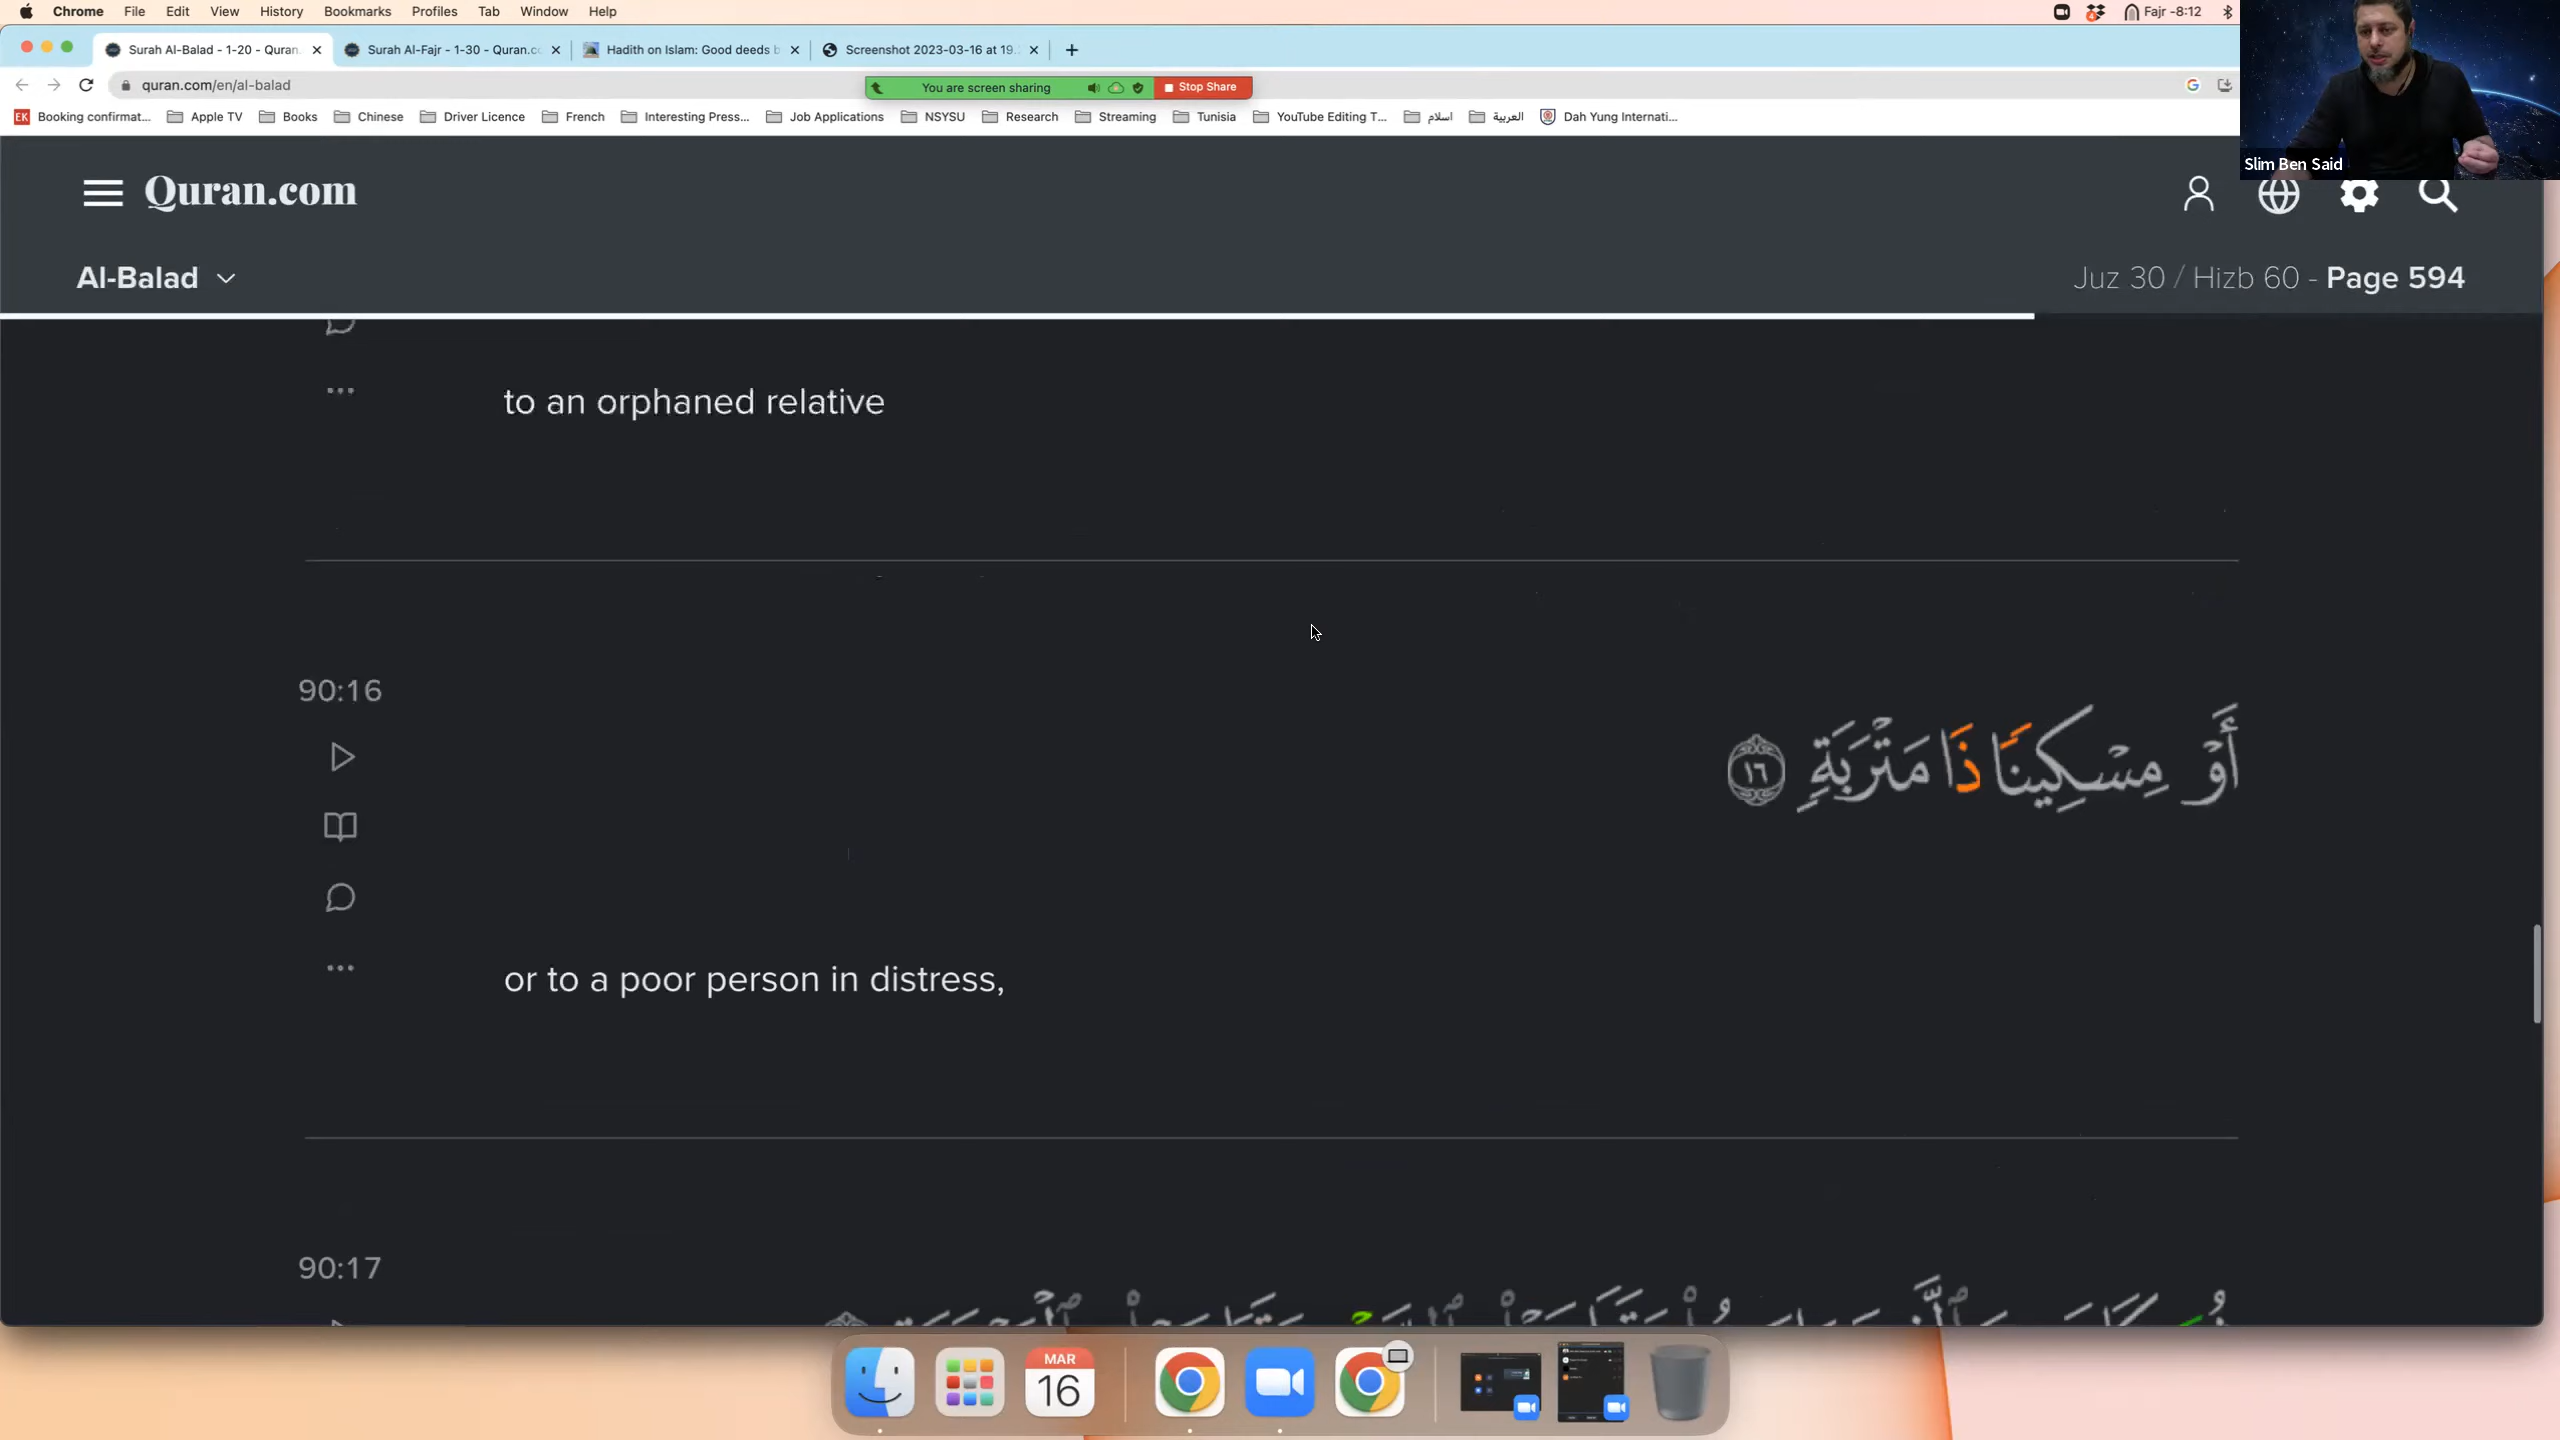 Chrome File Edit View History Bookmarks Profiles Tab Window Help
4
Fajr -8:12
Surah Al-Balad - 1-20 - Quran.
Surah Al-Fajr - 1-30 - Quran.c
Hadith on Islam: Good deeds b
Screenshot 2023-03-16 at 19.
quran.com/en/al-balad
You are screen sharing
Stop Share
EK Booking confirmat... Apple TV Books Chinese Driver Licence French Interesting Press... Job Applications NSYSU Research Streaming Tunisia YouTube Editing T... اسلام العربية Dah Yung Internati...
Slim Ben Said
Quran.com
Al-Balad
Juz 30 / Hizb 60 - Page 594
to an orphaned relative
90:16
أَوْ مِسْكِينًا ذَا مَتْرَبَةٍ ١٦
or to a poor person in distress,
90:17
MAR
16